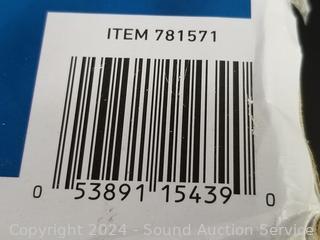 ITEM 781571
0 53891 15439 0
Copyright 2024 - Sound Auction Service